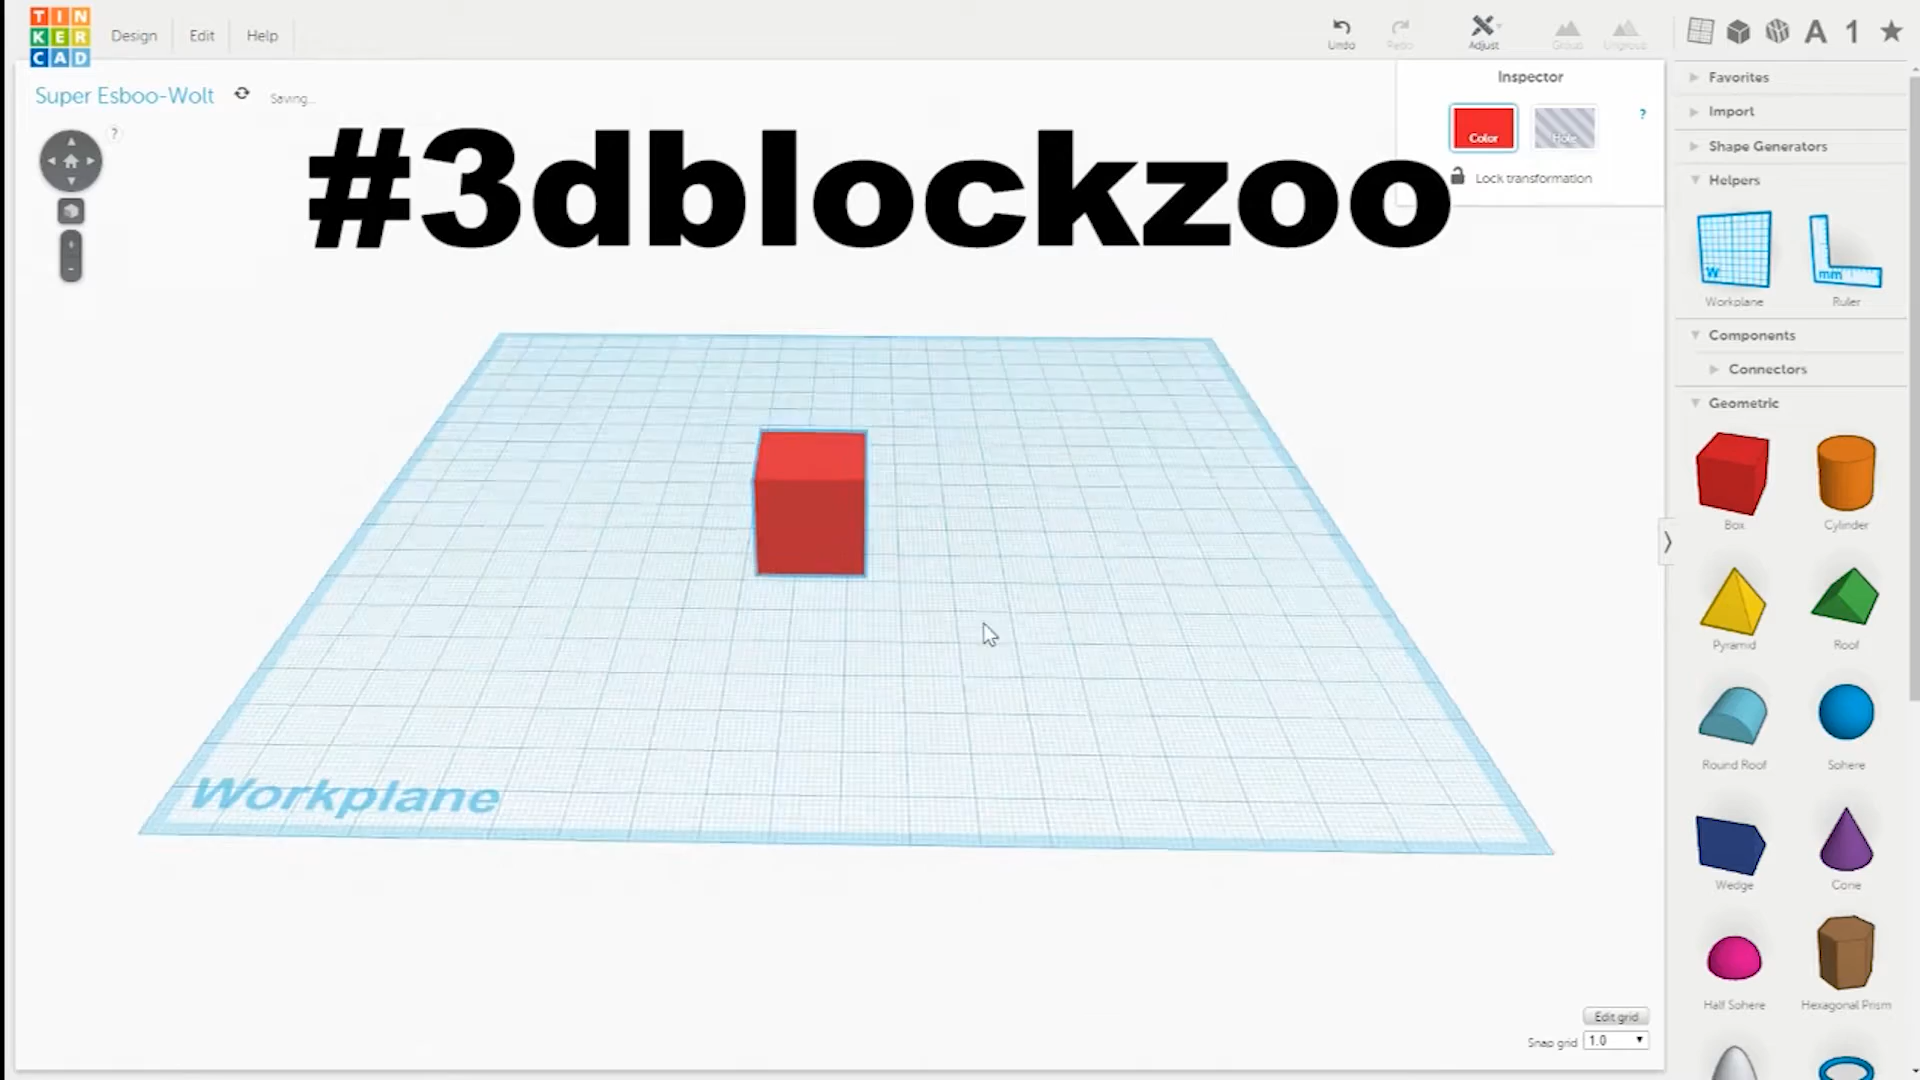 TIN
KER
CAD
Design Edit Help
Undo Redo Adjust Group Ungroup
A 1
Super Esboo-Wolt Saving...
?
#3dblockzoo
Inspector
Color Hole ?
Lock transformation
Favorites
Import
Shape Generators
Helpers
W mm
Workplane Ruler
Components
Connectors
Geometric
Box Cylinder
Pyramid Roof
Round Roof Sphere
Wedge Cone
Half Sphere Hexagonal Prism
Workplane
Edit grid
Snap grid 1.0